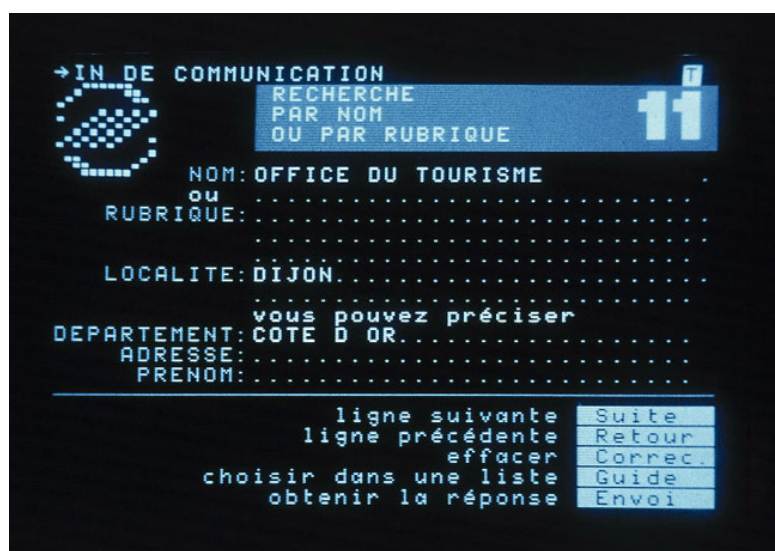 →IN DE COMMUNICATION T
RECHERCHE
PAR NOM
OU PAR RUBRIQUE
11
NOM:OFFICE DU TOURISME .
ou
RUBRIQUE:
LOCALITE:DIJON
vous pouvez préciser
DEPARTEMENT:COTE D OR
ADRESSE:
PRENOM:
ligne suivante Suite
ligne précédente Retour
effacer Correc.
choisir dans une liste Guide
obtenir la réponse Envoi